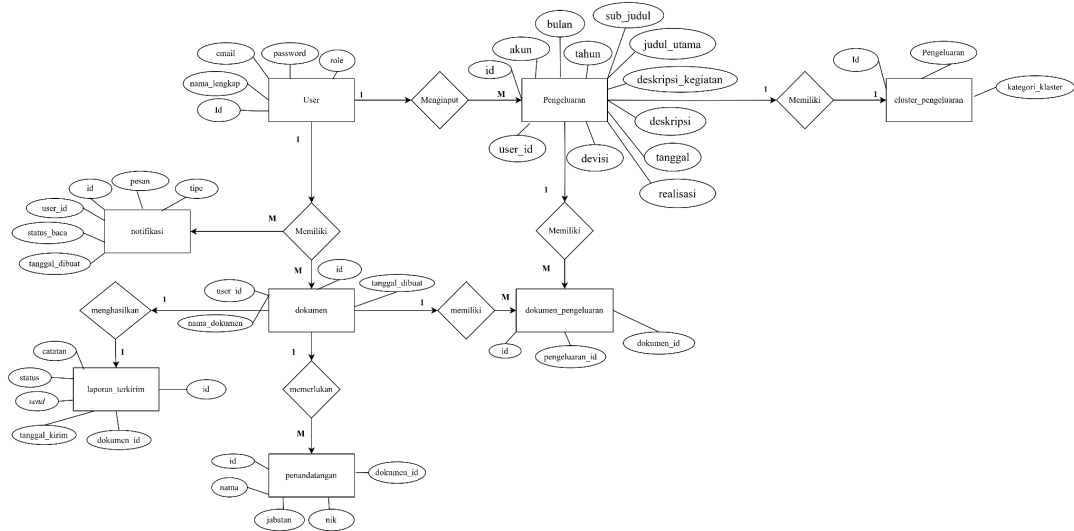 email
password
role
nama_lengkap
Id
User
1
Menginput
M
bulan
sub_judul
akun
tahun
judul_utama
id
deskripsi_kegiatan
Pengeluaran
deskripsi
user_id
devisi
tanggal
realisasi
1
Memiliki
1
Id
Pengeluaran
kategori_klaster
cluster_pengeluaran
1
1
id
pesan
tipe
user_id
status_baca
notifikasi
tanggal_dibuat
M
Memiliki
M
Memiliki
M
user_id
id
tanggal_dibuat
dokumen
nama_dokumen
1
memiliki
M
dokumen_pengeluaran
id
pengeluaran_id
dokumen_id
menghasilkan
1
1
1
catatan
status
send
laporan_terkirim
id
tanggal_kirim
dokumen_id
memerlukan
M
id
nama
penandatangan
dokumen_id
jabatan
nik